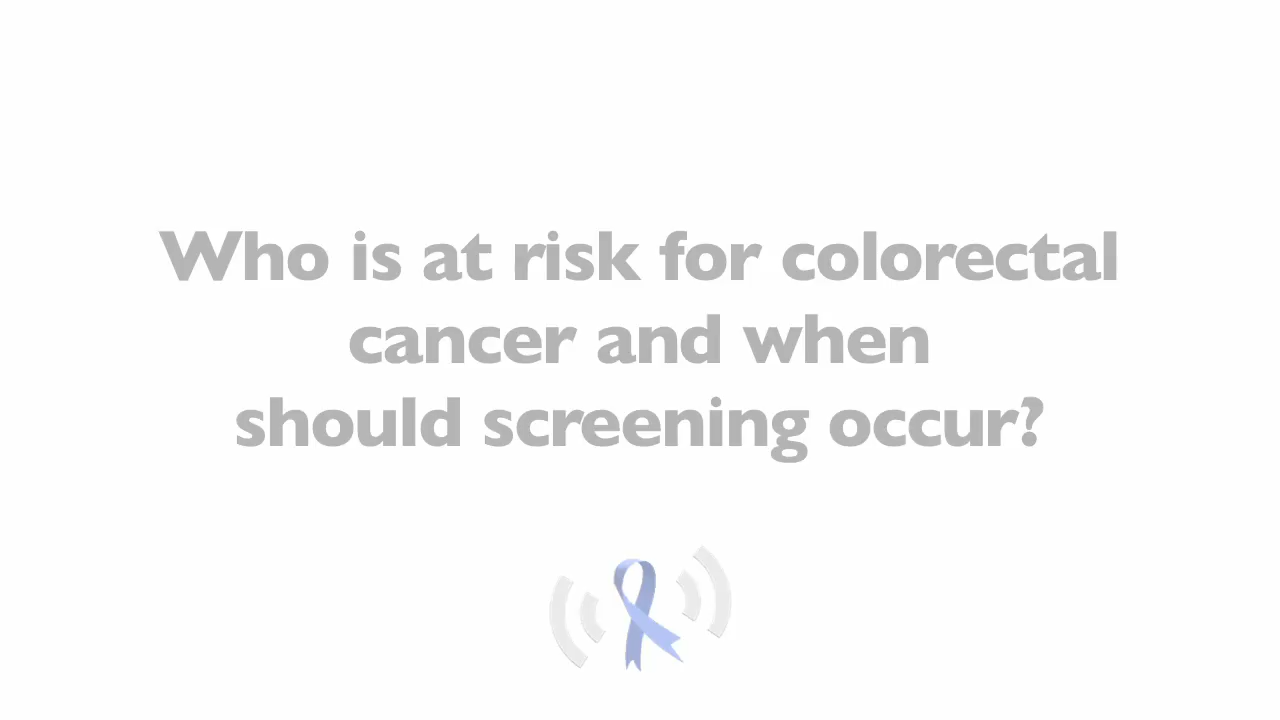 Who is at risk for colorectal
cancer and when
should screening occur?